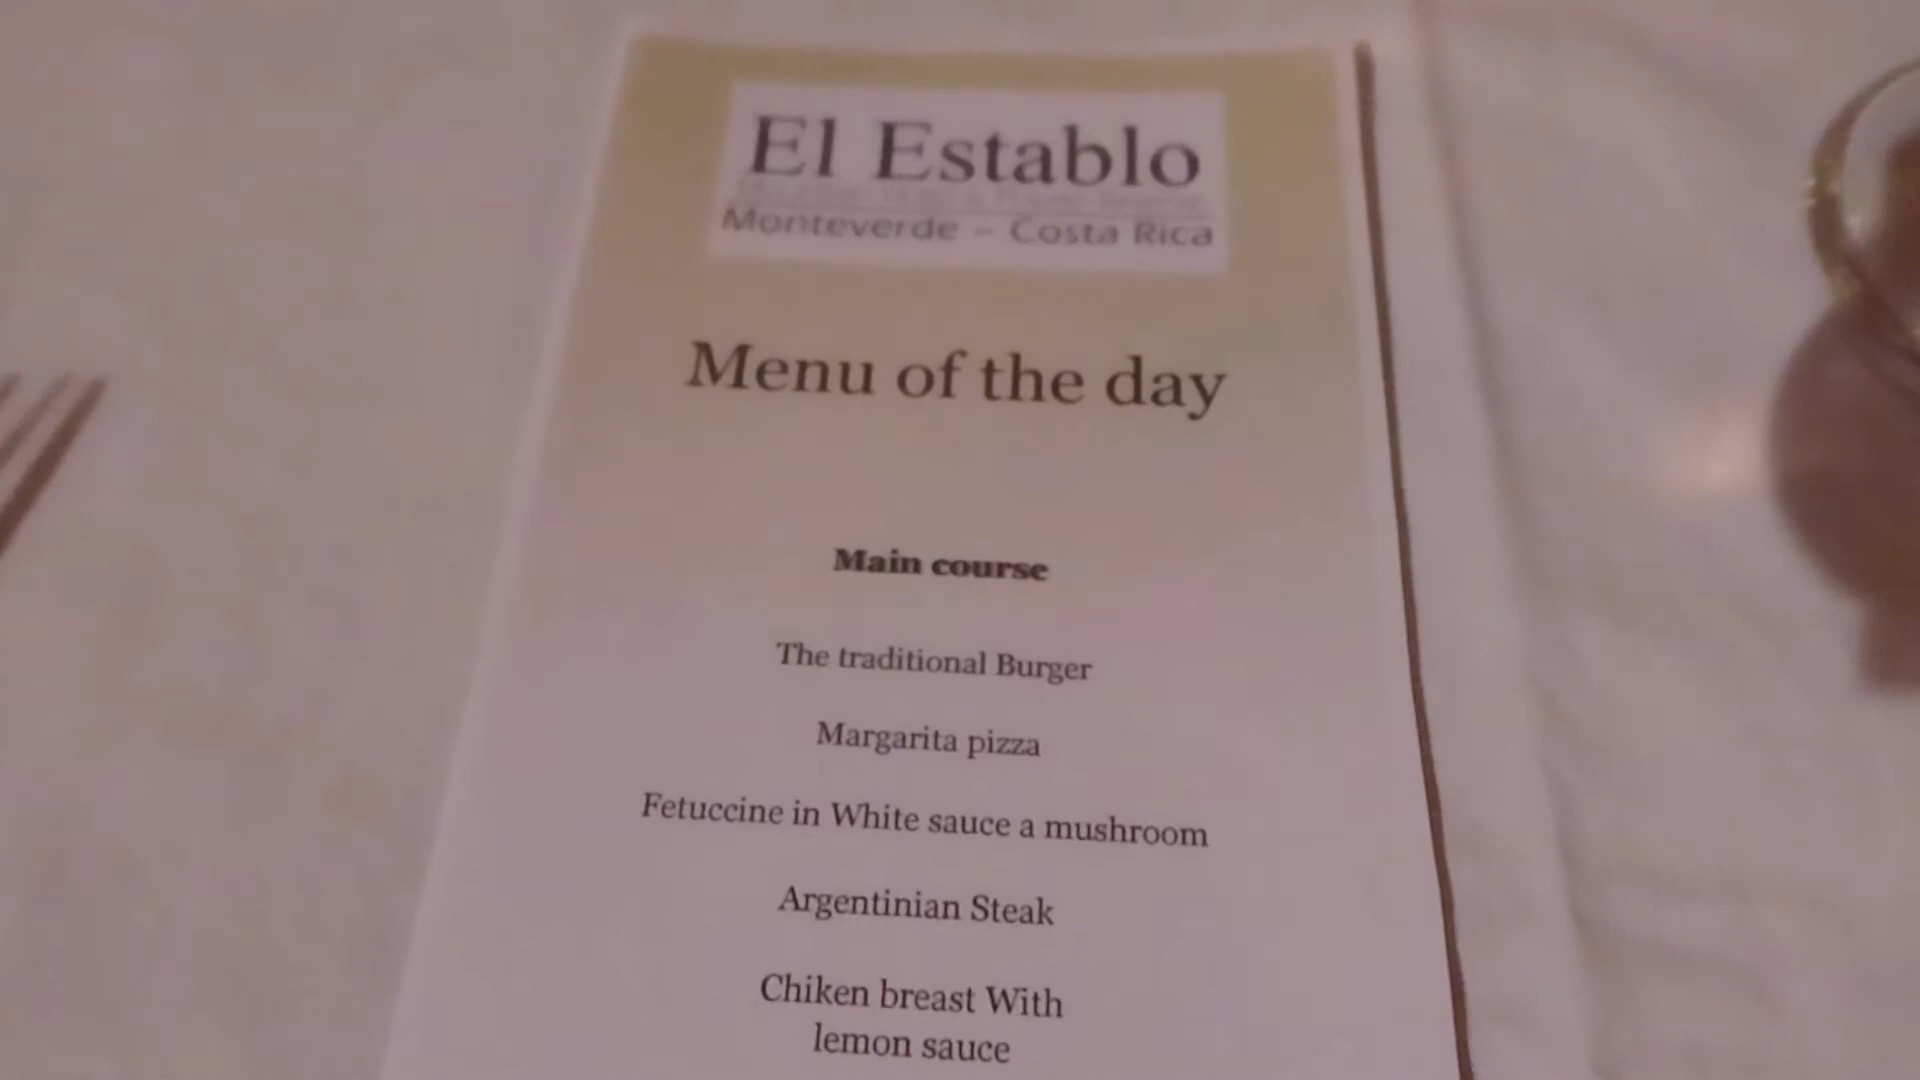 El Establo
Monteverde – Costa Rica
Menu of the day
Main course
The traditional Burger
Margarita pizza
Fetuccine in White sauce a mushroom
Argentinian Steak
Chiken breast With
lemon sauce